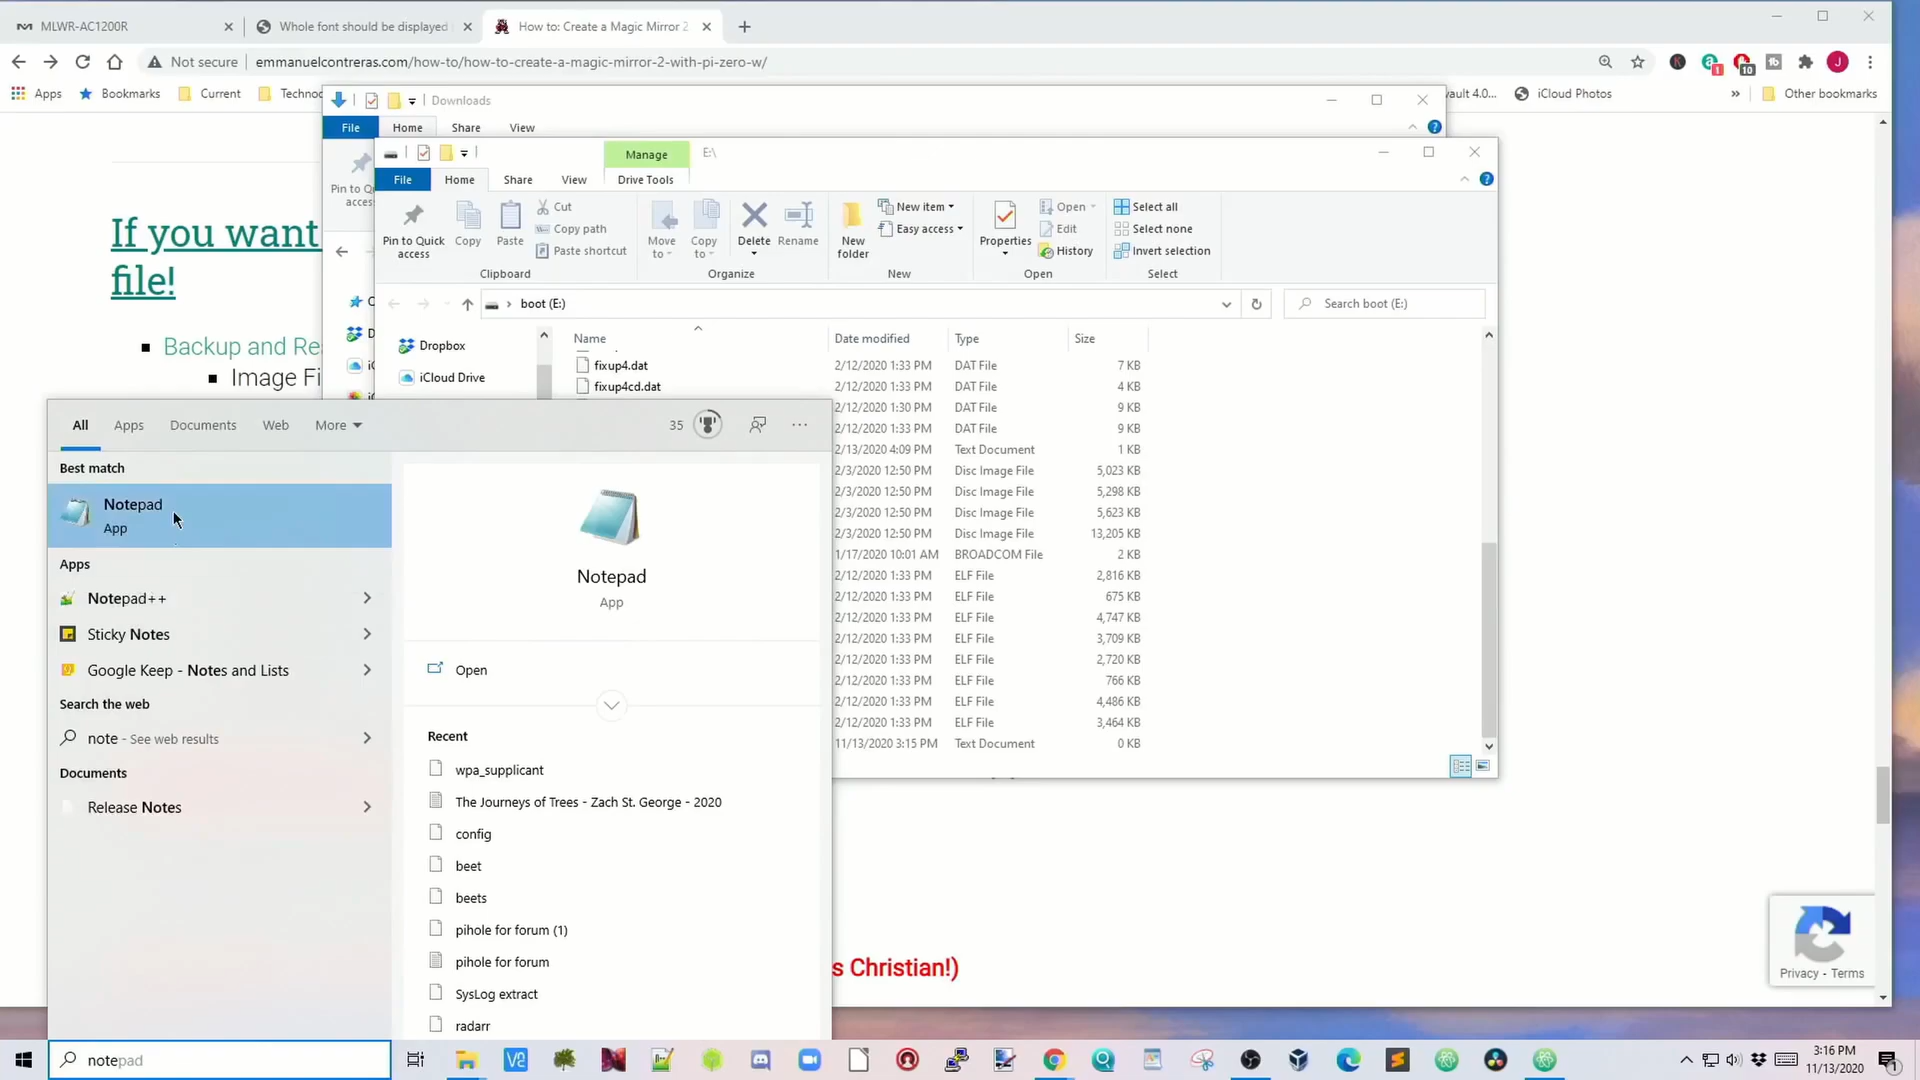 MLWR-AC1200R
Whole font should be displayed
How to: Create a Magic Mirror 2
Not secure
emmanuelcontreras.com/how-to/how-to-create-a-magic-mirror-2-with-pi-zero-w/
1
10
J
Apps
Bookmarks
Current
Technoc
vault 4.0...
iCloud Photos
»
Other bookmarks
Downloads
File
Home
Share
View
Pin to Quick
access
Manage
E:\
File
Home
Share
View
Drive Tools
Pin to Quick
access
Copy
Paste
Cut
Copy path
Paste shortcut
Clipboard
Move
to
Copy
to
Delete
Rename
Organize
New
folder
New item
Easy access
New
Properties
Open
Edit
History
Open
Select all
Select none
Invert selection
Select
boot (E:)
Search boot (E:)
Dropbox
iCloud Drive
Name
Date modified
Type
Size
fixup4.dat 2/12/2020 1:33 PM DAT File 7 KB
fixup4cd.dat 2/12/2020 1:33 PM DAT File 4 KB
2/12/2020 1:30 PM DAT File 9 KB
2/12/2020 1:33 PM DAT File 9 KB
2/13/2020 4:09 PM Text Document 1 KB
2/3/2020 12:50 PM Disc Image File 5,023 KB
2/3/2020 12:50 PM Disc Image File 5,298 KB
2/3/2020 12:50 PM Disc Image File 5,623 KB
2/3/2020 12:50 PM Disc Image File 13,205 KB
1/17/2020 10:01 AM BROADCOM File 2 KB
2/12/2020 1:33 PM ELF File 2,816 KB
2/12/2020 1:33 PM ELF File 675 KB
2/12/2020 1:33 PM ELF File 4,747 KB
2/12/2020 1:33 PM ELF File 3,709 KB
2/12/2020 1:33 PM ELF File 2,720 KB
2/12/2020 1:33 PM ELF File 766 KB
2/12/2020 1:33 PM ELF File 4,486 KB
2/12/2020 1:33 PM ELF File 3,464 KB
11/13/2020 3:15 PM Text Document 0 KB
If you want
file!
Backup and Re
Image Fi
All
Apps
Documents
Web
More
35
Best match
Notepad
App
Apps
Notepad++
Sticky Notes
Google Keep - Notes and Lists
Search the web
note - See web results
Documents
Release Notes
Notepad
App
Open
Recent
wpa_supplicant
The Journeys of Trees - Zach St. George - 2020
config
beet
beets
pihole for forum (1)
pihole for forum
SysLog extract
radarr
s Christian!)
Privacy - Terms
notepad
3:16 PM
11/13/2020
1